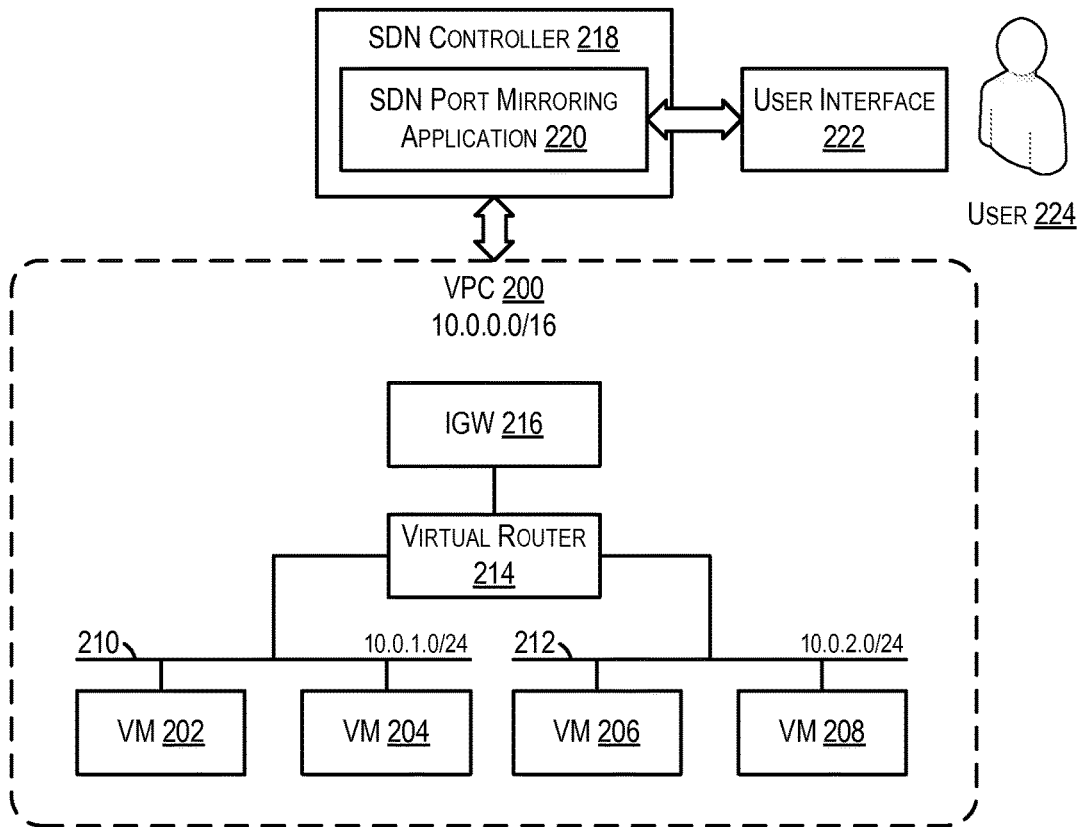 SDN CONTROLLER 218
SDN PORT MIRRORING
APPLICATION 220
USER INTERFACE
222
USER 224
VPC 200
10.0.0.0/16
IGW 216
VIRTUAL ROUTER
214
210
10.0.1.0/24
212
10.0.2.0/24
VM 202
VM 204
VM 206
VM 208